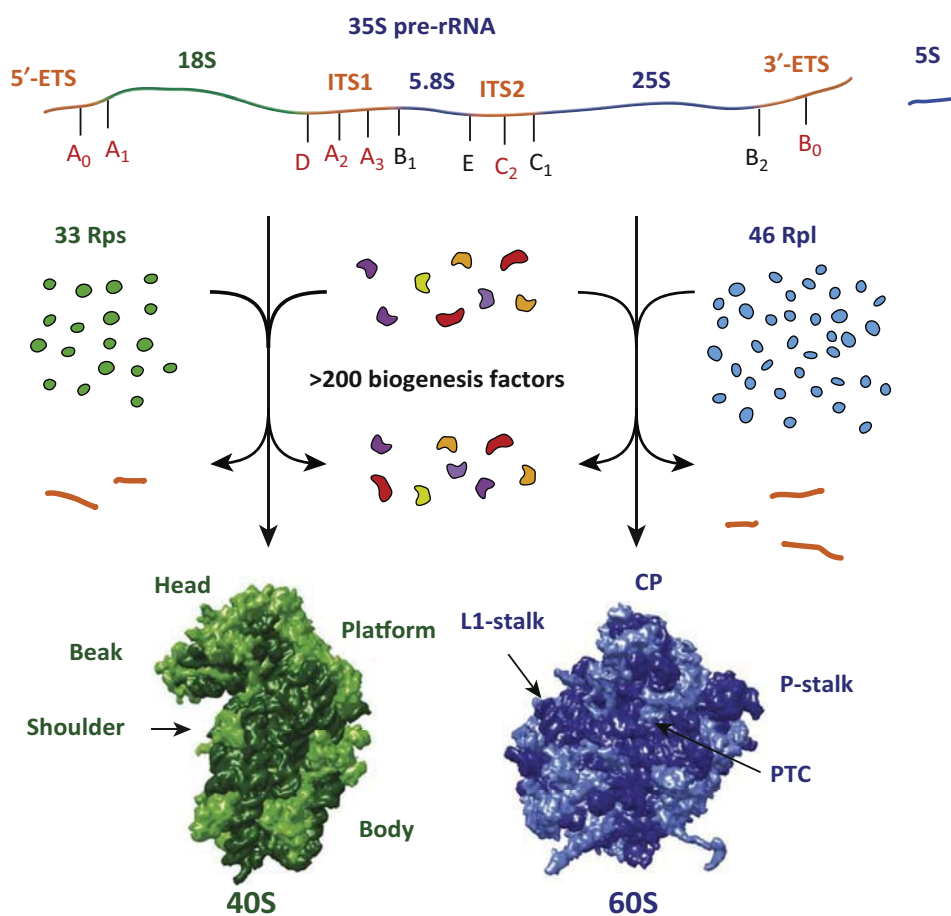 35S pre-rRNA
5′-ETS 18S ITS1 5.8S ITS2 25S 3′-ETS 5S
A0 A1 D A2 A3 B1 E C2 C1 B2 B0
33 Rps 46 Rpl
>200 biogenesis factors
Head CP
L1-stalk
Platform
Beak
P-stalk
Shoulder
PTC
Body
40S 60S